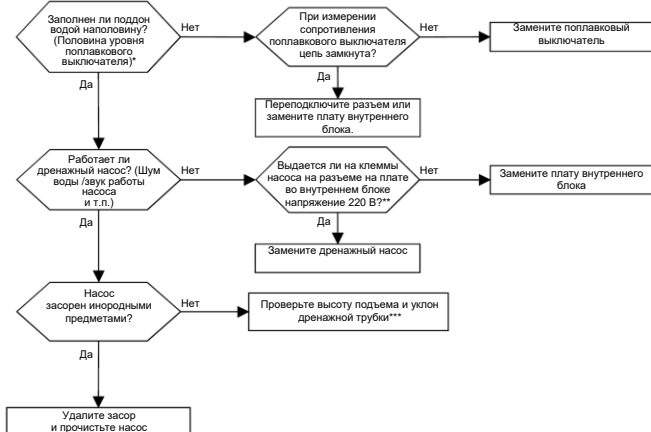 Заполнен ли поддон
водой наполовину?
(Половина уровня
поплавкового
выключателя)*
Нет
При измерении
сопротивления
поплавкового выключателя
цепь замкнута?
Нет
Замените поплавковый
выключатель
Да
Да
Переподключите разъем или
замените плату внутреннего
блока.
Работает ли
дренажный насос? (Шум
воды /звук работы
насоса
и т.п.)
Нет
Выдается ли на клеммы
насоса на разъеме на плате
во внутреннем блоке
напряжение 220 В?**
Нет
Замените плату внутреннего
блока
Да
Да
Замените дренажный насос
Насос
засорен инородными
предметами?
Нет
Проверьте высоту подъема и уклон
дренажной трубки***
Да
Удалите засор
и прочистьте насос